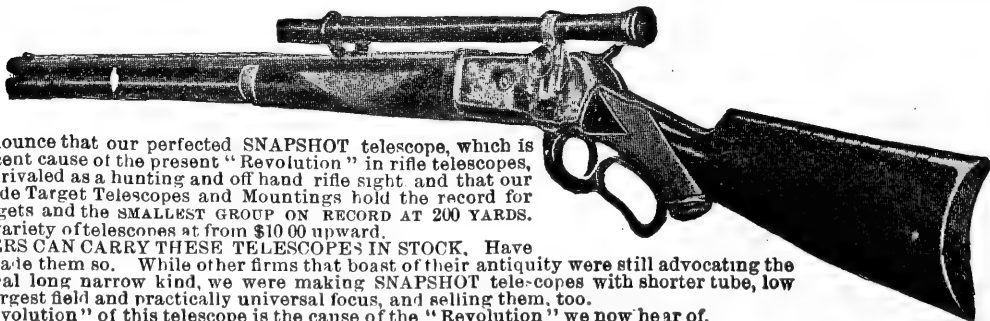 ounce that our perfected SNAPSHOT telescope, which is
cent cause of the present "Revolution" in rifle telescopes,
rivaled as a hunting and off hand rifle sight and that our
de Target Telescopes and Mountings hold the record for
gets and the SMALLEST GROUP ON RECORD AT 200 YARDS.
variety of telescopes at from $10 00 upward.
ERS CAN CARRY THESE TELESCOPES IN STOCK, Have
ade them so. While other firms that boast of their antiquity were still advocating the
al long narrow kind, we were making SNAPSHOT telescopes with shorter tube, low
rgest field and practically universal focus, and selling them, too.
volution" of this telescope is the cause of the "Revolution" we now hear of.